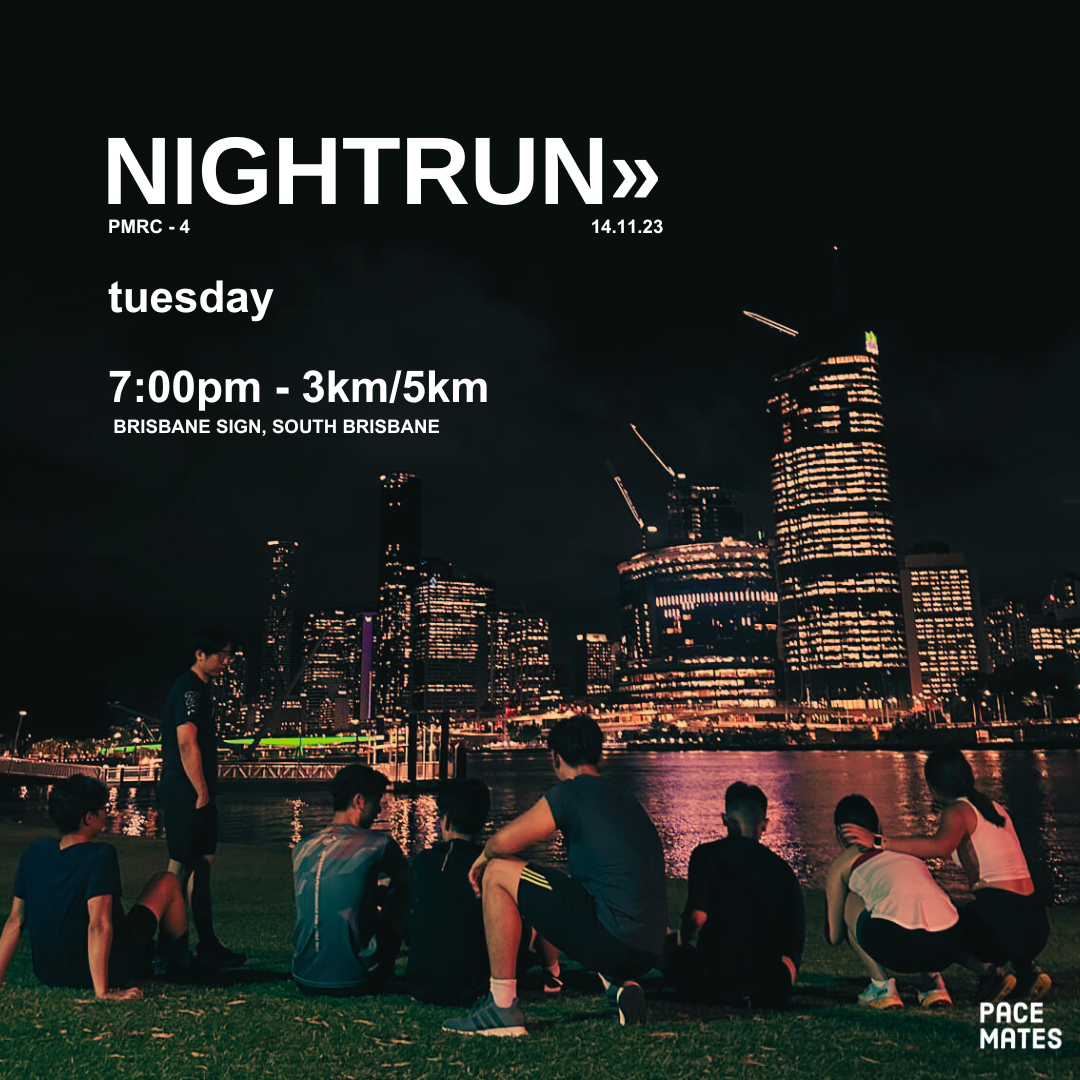 NIGHTRUN»
PMRC - 4
14.11.23
tuesday
7:00pm - 3km/5km
BRISBANE SIGN, SOUTH BRISBANE
PACE
MATES